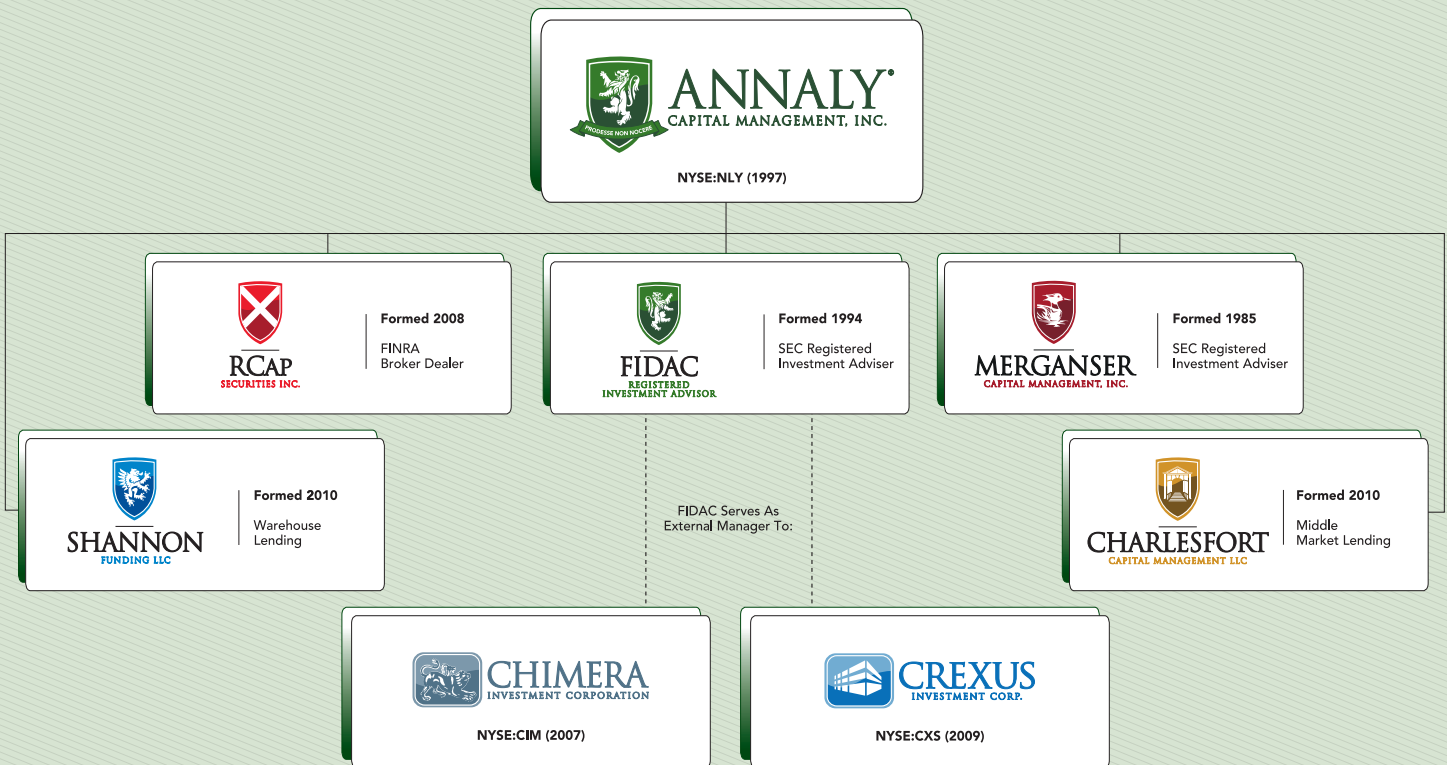 ANNALY®
CAPITAL MANAGEMENT, INC.
PRODESSE NON NOCERE
NYSE:NLY (1997)
RCAP
SECURITIES INC.
Formed 2008
FINRA
Broker Dealer
FIDAC
REGISTERED
INVESTMENT ADVISOR
Formed 1994
SEC Registered
Investment Adviser
MERGANSER
CAPITAL MANAGEMENT, INC.
Formed 1985
SEC Registered
Investment Adviser
SHANNON
FUNDING LLC
Formed 2010
Warehouse
Lending
FIDAC Serves As
External Manager To:
CHARLESFORT
CAPITAL MANAGEMENT LLC
Formed 2010
Middle
Market Lending
CHIMERA
INVESTMENT CORPORATION
NYSE:CIM (2007)
CREXUS
INVESTMENT CORP.
NYSE:CXS (2009)